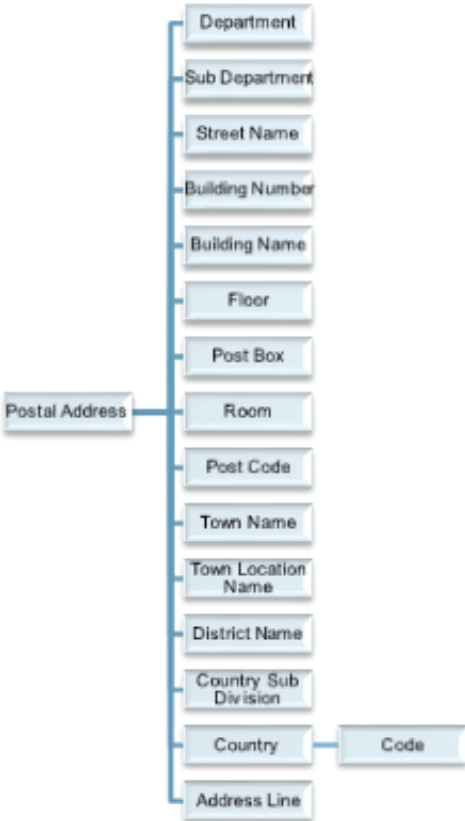 Department
Sub Department
Street Name
Building Number
Building Name
Floor
Post Box
Postal Address
Room
Post Code
Town Name
Town Location
Name
District Name
Country Sub
Division
Country
Code
Address Line